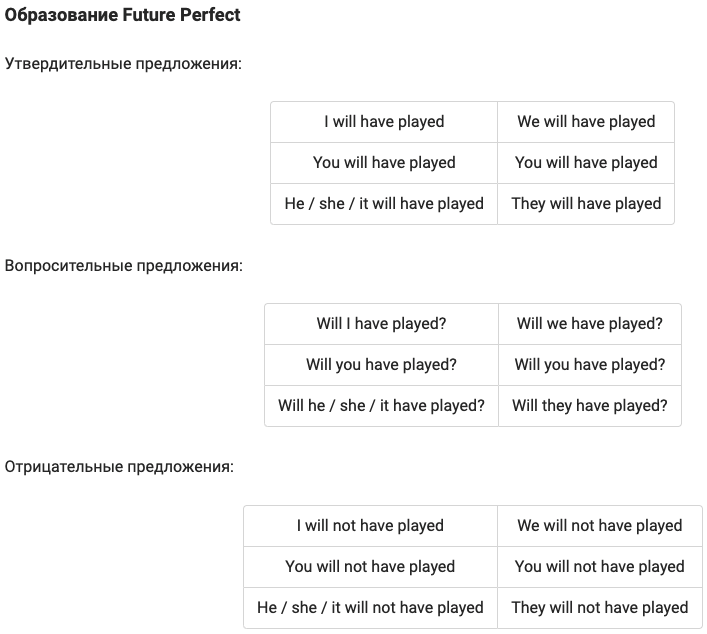 Образование Future Perfect
Утвердительные предложения:
I will have played We will have played
You will have played You will have played
He / she / it will have played They will have played
Вопросительные предложения:
Will I have played? Will we have played?
Will you have played? Will you have played?
Will he / she / it have played? Will they have played?
Отрицательные предложения:
I will not have played We will not have played
You will not have played You will not have played
He / she / it will not have played They will not have played